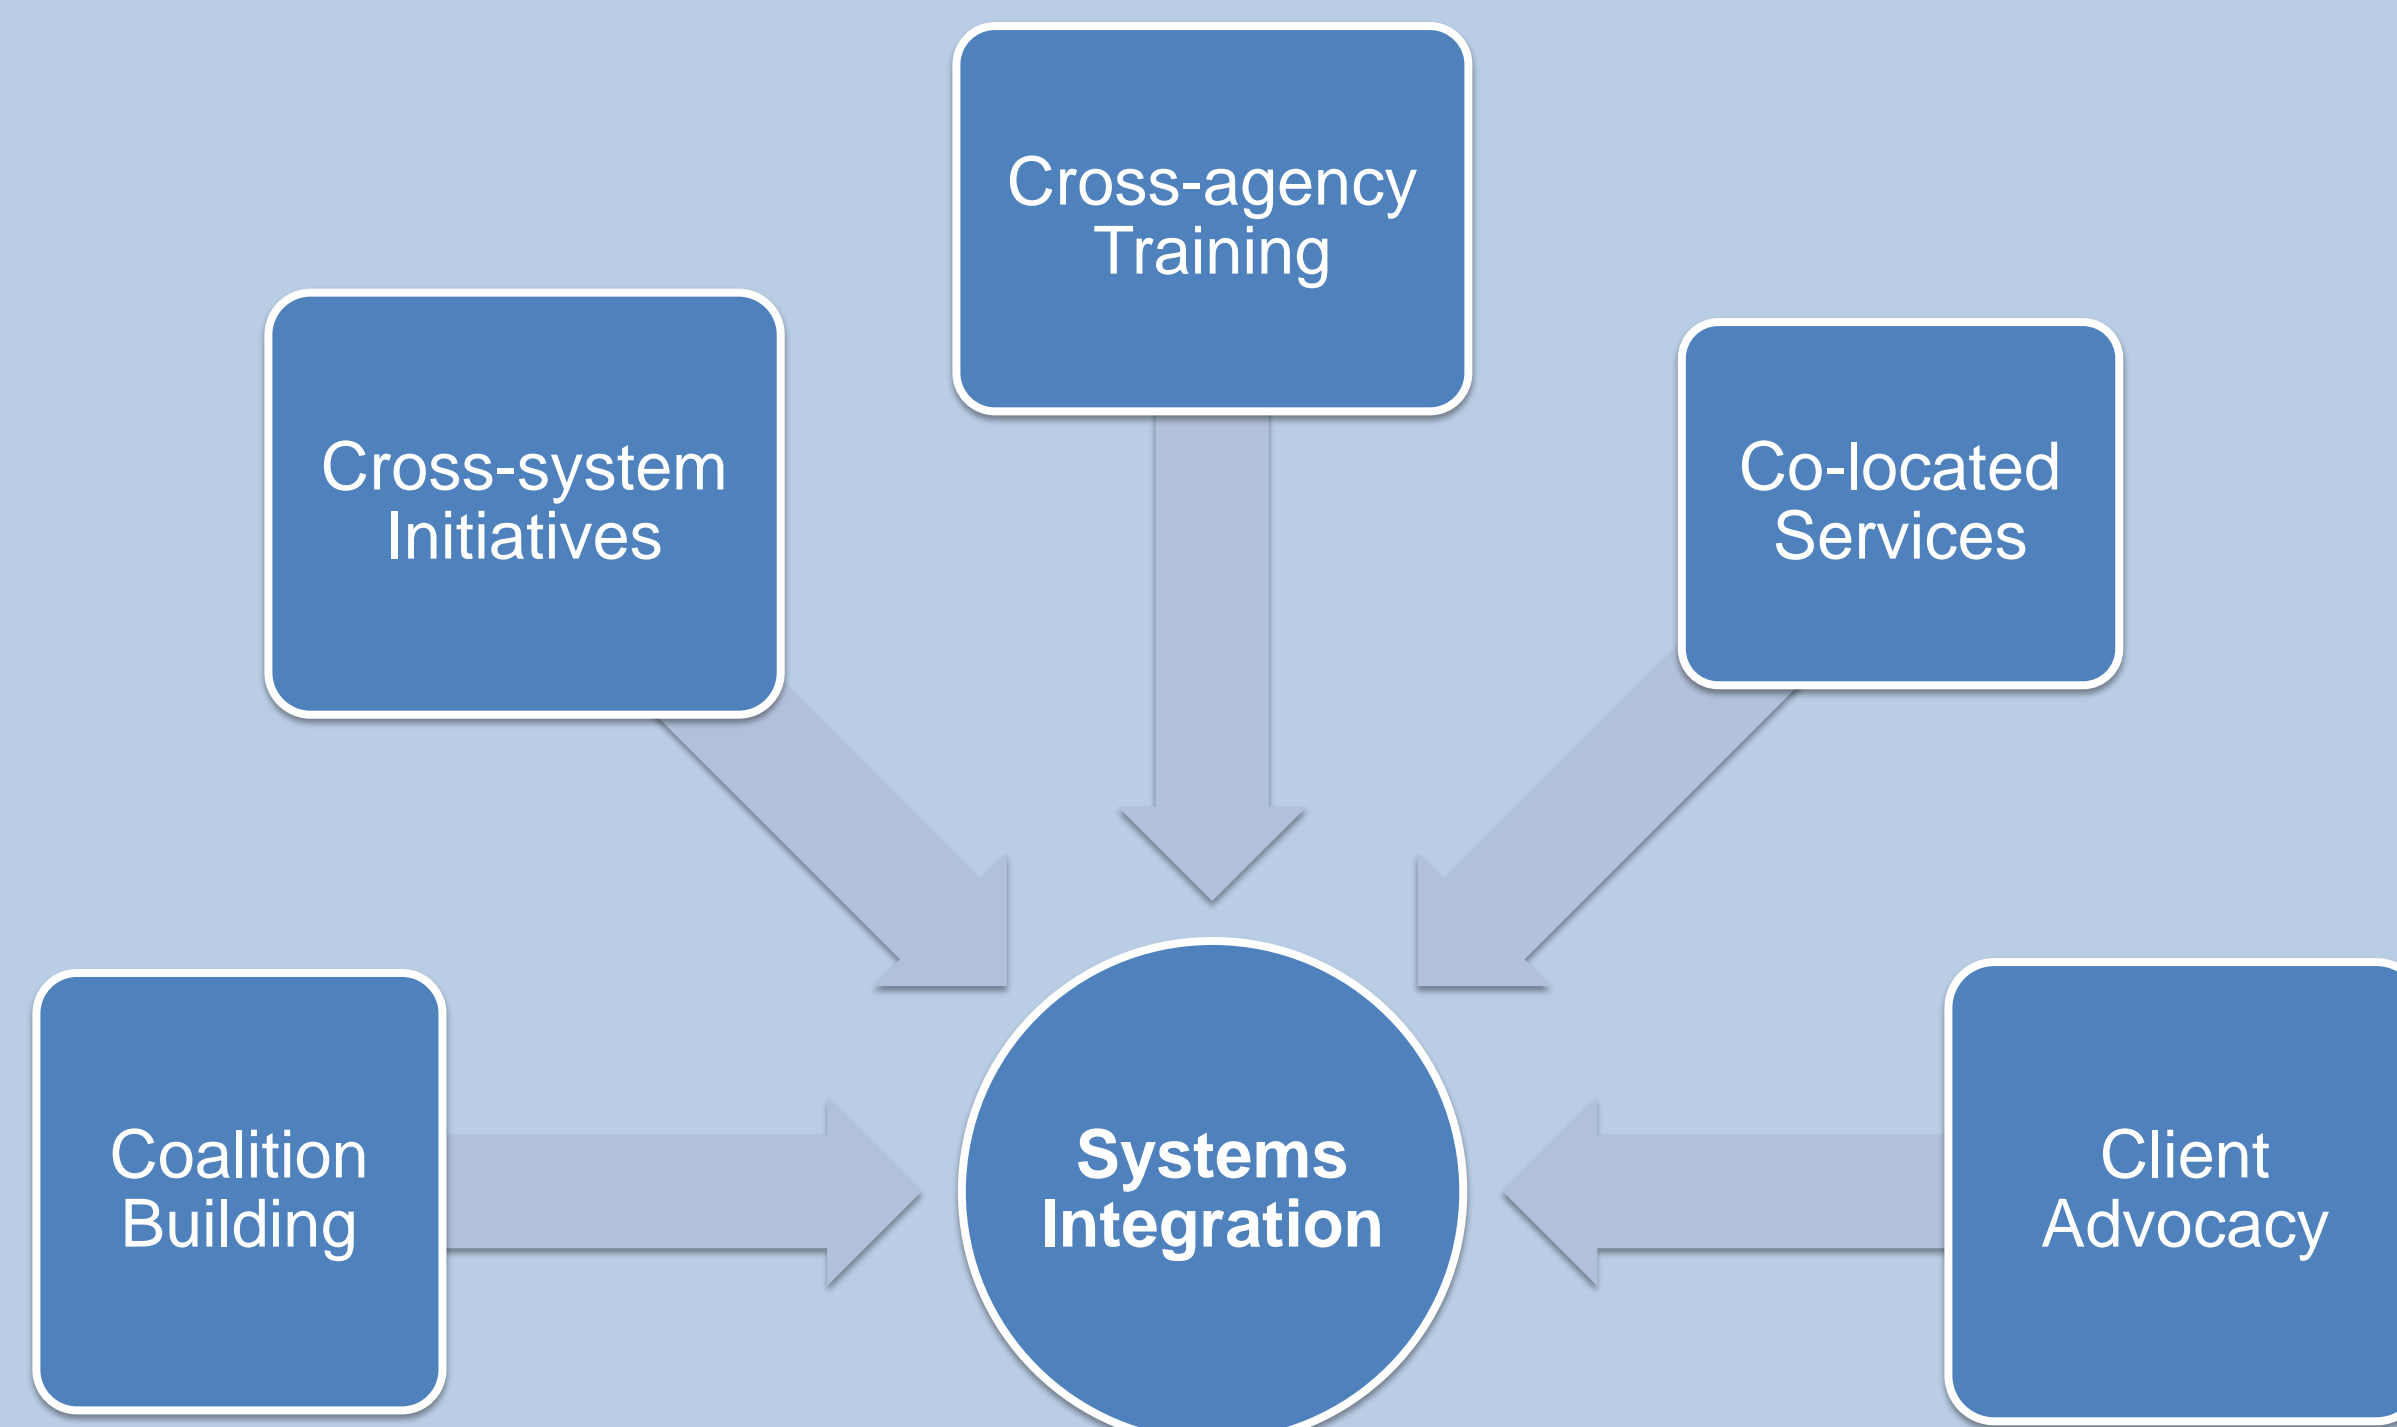 Cross-agency
Training
Cross-system
Initiatives
Co-located
Services
Coalition
Building
Systems
Integration
Client
Advocacy